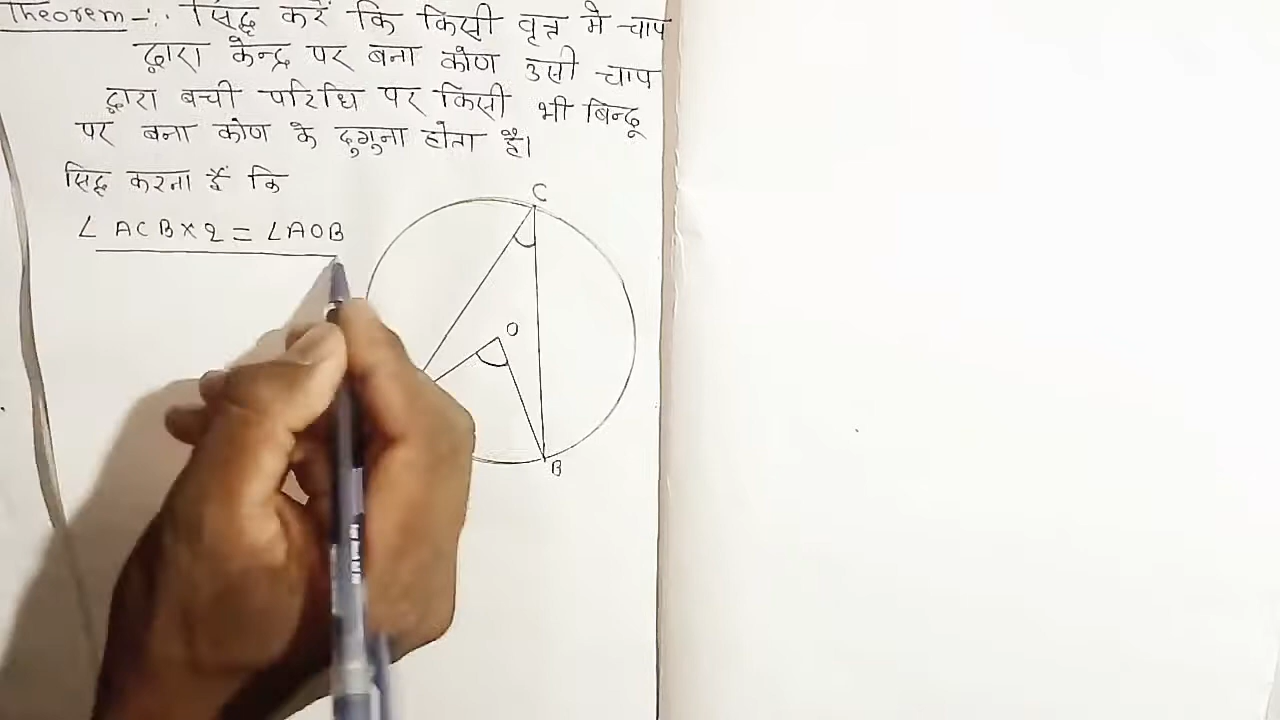 Theorem -:. सिद्ध करें कि किसी वृत्त मे चाप
द्वारा केन्द्र पर बना कोण उसी चाप
द्वारा बची परिधि पर किसी भी बिन्दू
पर बना कोण के दुगुना होता है।
सिद्ध करना हैं कि
∠ ACB×2 = ∠AOB
C
O
B